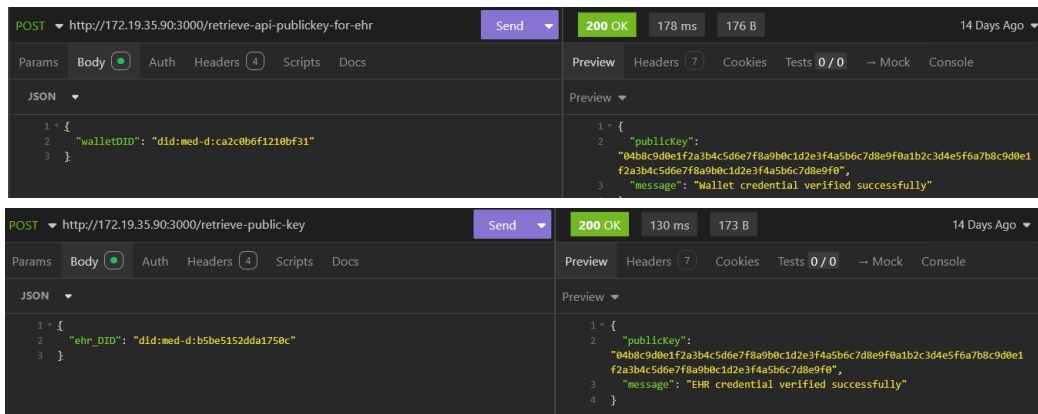 POST http://172.19.35.90:3000/retrieve-api-publickey-for-ehr Send 200 OK 178 ms 176 B 14 Days Ago
Params Body Auth Headers 4 Scripts Docs Preview Headers 7 Cookies Tests 0 / 0 → Mock Console
JSON Preview
1 {
2 "walletDID": "did:med-d:ca2c0b6f1210bf31"
3 }
1 {
2 "publicKey":
"04b8c9d0e1f2a3b4c5d6e7f8a9b0c1d2e3f4a5b6c7d8e9f0a1b2c3d4e5f6a7b8c9d0e1
f2a3b4c5d6e7f8a9b0c1d2e3f4a5b6c7d8e9f0",
3 "message": "Wallet credential verified successfully"
POST http://172.19.35.90:3000/retrieve-public-key Send 200 OK 130 ms 173 B 14 Days Ago
Params Body Auth Headers 4 Scripts Docs Preview Headers 7 Cookies Tests 0 / 0 → Mock Console
JSON Preview
1 {
2 "ehr_DID": "did:med-d:b5be5152dda1750c"
3 }
1 {
2 "publicKey":
"04b8c9d0e1f2a3b4c5d6e7f8a9b0c1d2e3f4a5b6c7d8e9f0a1b2c3d4e5f6a7b8c9d0e1
f2a3b4c5d6e7f8a9b0c1d2e3f4a5b6c7d8e9f0",
3 "message": "EHR credential verified successfully"
4 }